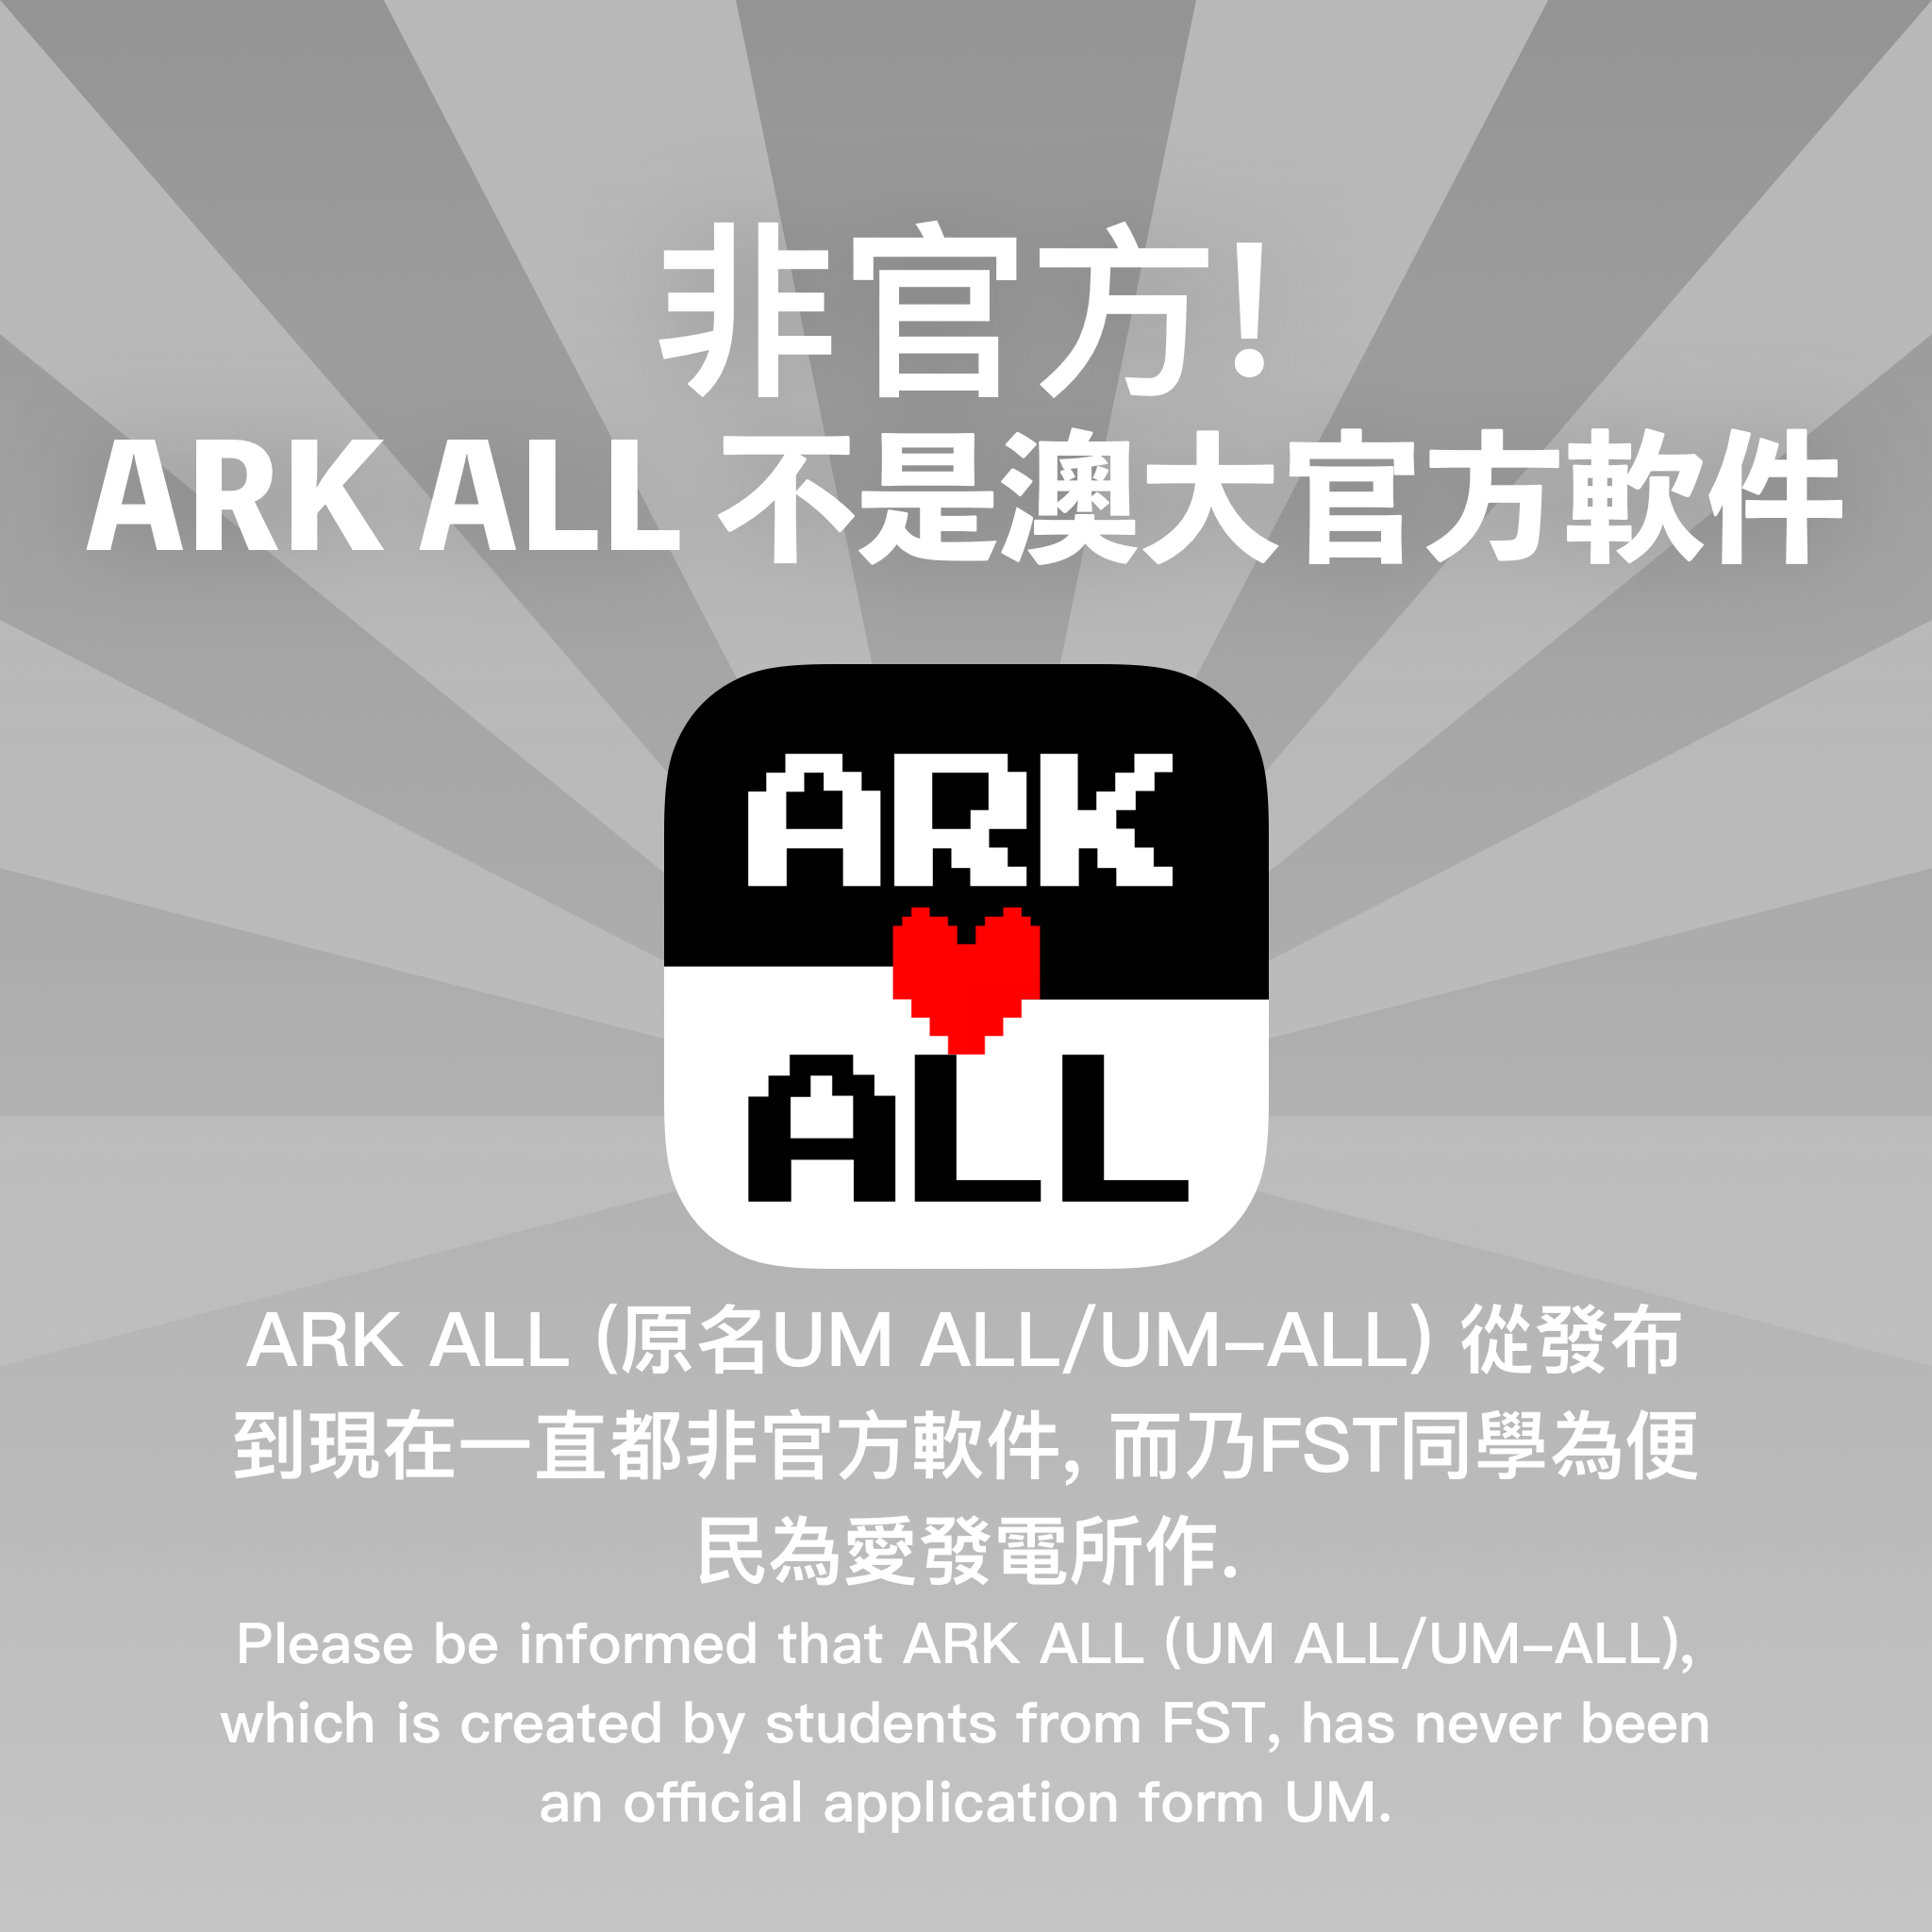 非官方!
ARK ALL 不是澳大官方軟件
ARK
ALL
ARK ALL (原名UM ALL/UM-ALL) 從發布
到現在一直都非官方軟件, 而乃FST同學為便
民為愛發電所作.
Please be informed that ARK ALL (UM ALL/UM-ALL),
which is created by students from FST, has never been
an official application form UM.